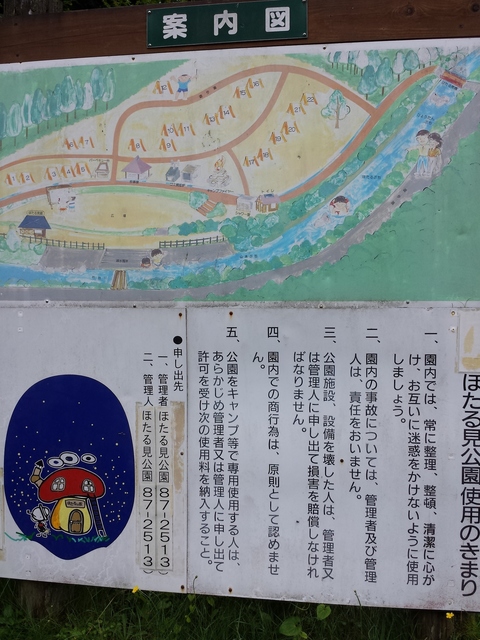 案内図
ほたる見公園使用のきまり
一、園内では、常に整理、整頓、清潔に心が
け、お互いに迷惑をかけないように使用
しましょう。
二、園内の事故については、管理者及び管理
人は、責任をおいません。
三、公園施設、設備を壊した人は、管理者又
は管理人に申し出て損害を賠償しなけれ
ばなりません。
四、園内での商行為は、原則として認めませ
ん。
五、公園をキャンプ等で専用使用する人は、
あらかじめ管理者又は管理人に申し出て
許可を受け次の使用料を納入すること。
●申し出先
一、管理者 ほたる見公園 87-2513
二、管理人 ほたる見公園 87-2513